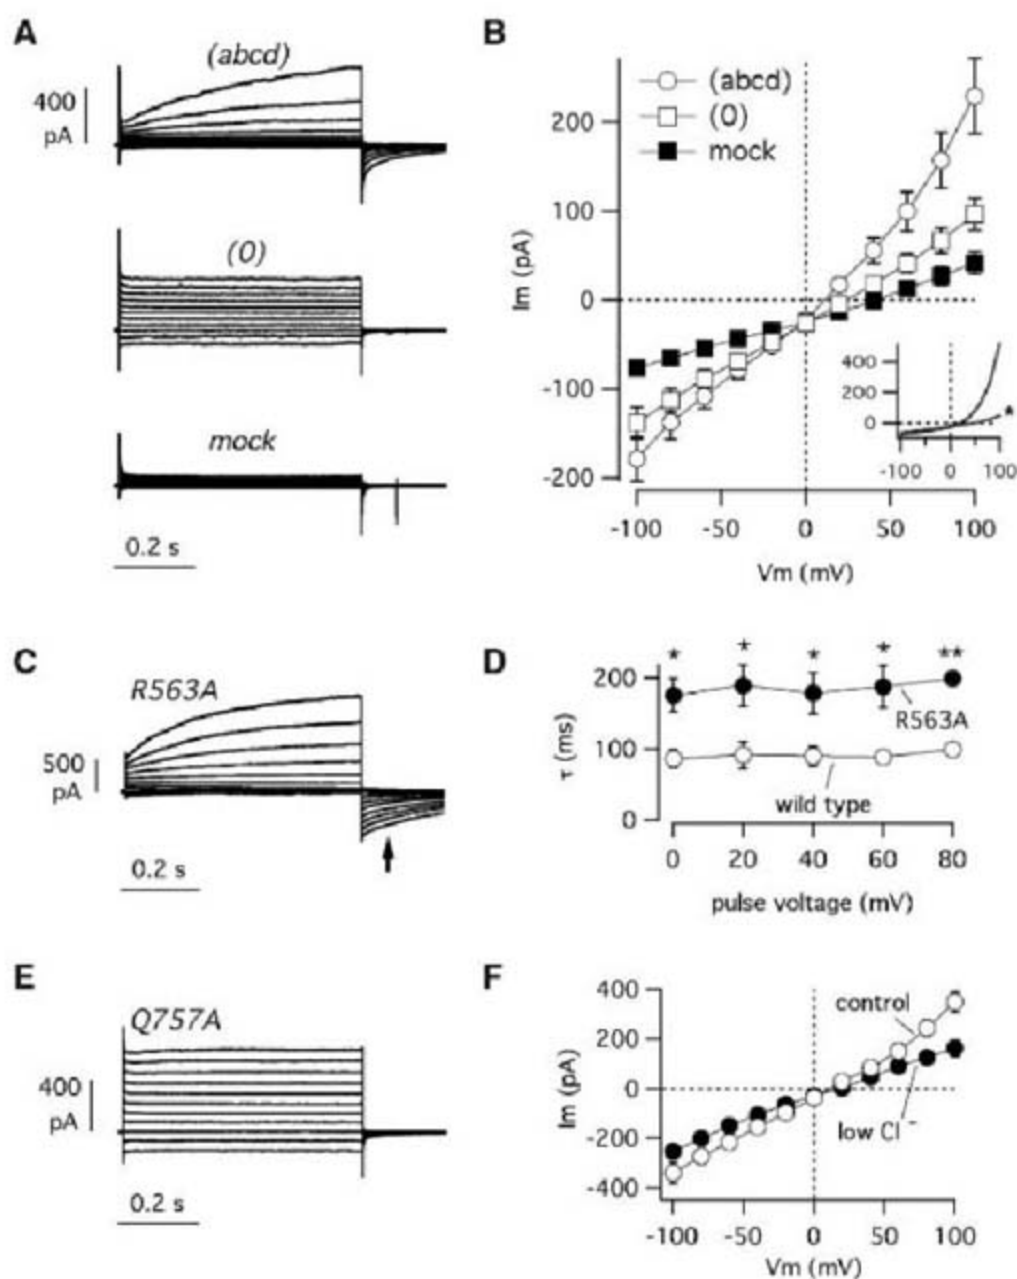 A
(abcd)
400
pA
(0)
mock
0.2 s
B
(abcd)
(0)
mock
200
100
0
-100
-200
Im (pA)
-100 -50 0 50 100
Vm (mV)
400
200
0
-100 0 100
C
R563A
500
pA
0.2 s
D
* * * * **
200
100
0
τ (ms)
R563A
wild type
0 20 40 60 80
pulse voltage (mV)
E
Q757A
400
pA
0.2 s
F
400
200
0
-200
-400
Im (pA)
control
low Cl⁻
-100 -50 0 50 100
Vm (mV)